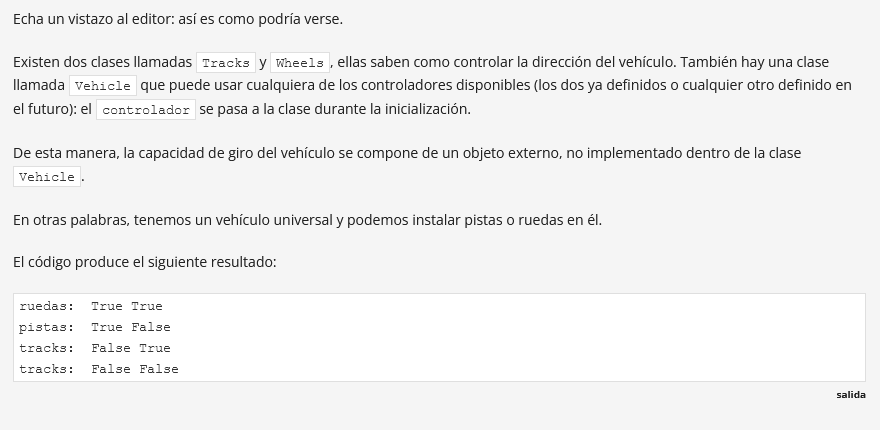 Echa un vistazo al editor: así es como podría verse.
Existen dos clases llamadas Tracks y Wheels, ellas saben como controlar la dirección del vehículo. También hay una clase
llamada Vehicle que puede usar cualquiera de los controladores disponibles (los dos ya definidos o cualquier otro definido en
el futuro): el controlador se pasa a la clase durante la inicialización.
De esta manera, la capacidad de giro del vehículo se compone de un objeto externo, no implementado dentro de la clase
Vehicle.
En otras palabras, tenemos un vehículo universal y podemos instalar pistas o ruedas en él.
El código produce el siguiente resultado:
ruedas:  True True
pistas:  True False
tracks:  False True
tracks:  False False
salida